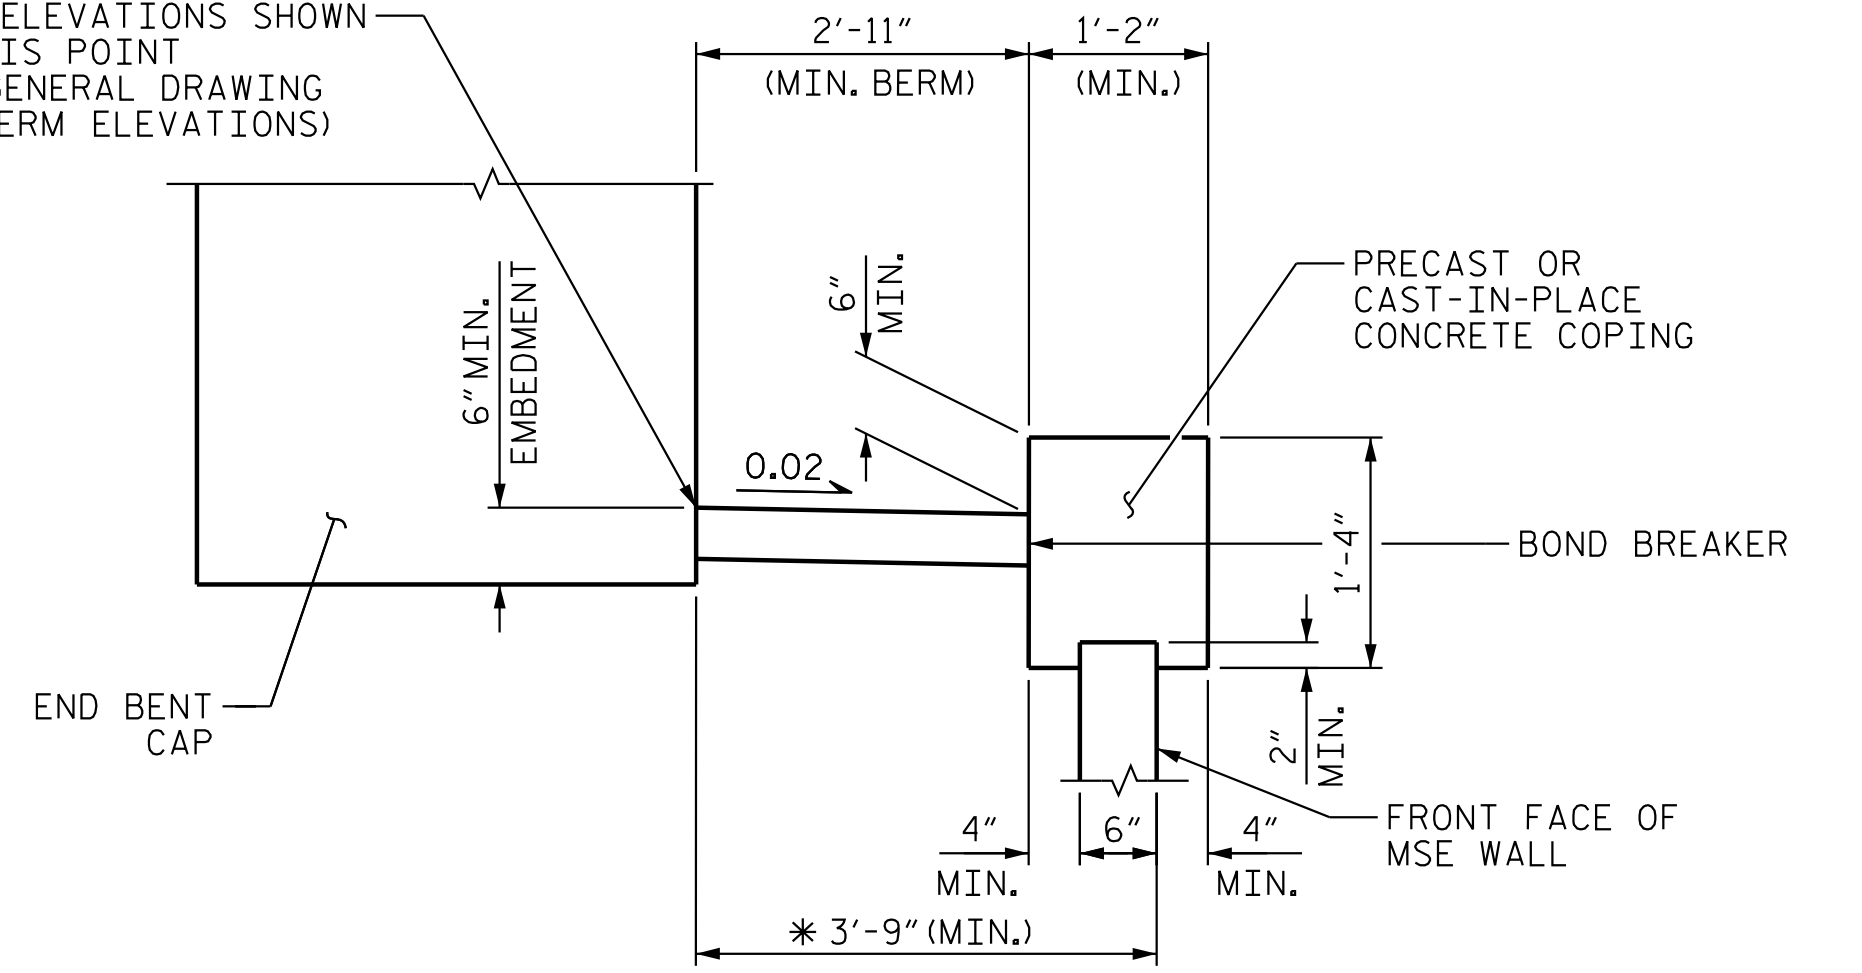 ELEVATIONS SHOWN
IS POINT
GENERAL DRAWING
ERM ELEVATIONS)
2'-11"
(MIN. BERM)
1'-2"
(MIN.)
6" MIN.
EMBEDMENT
6"
MIN.
0.02
PRECAST OR
CAST-IN-PLACE
CONCRETE COPING
BOND BREAKER
1'-4"
END BENT
CAP
2"
MIN.
FRONT FACE OF
MSE WALL
4"
MIN.
6"
4"
MIN.
* 3'-9" (MIN.)